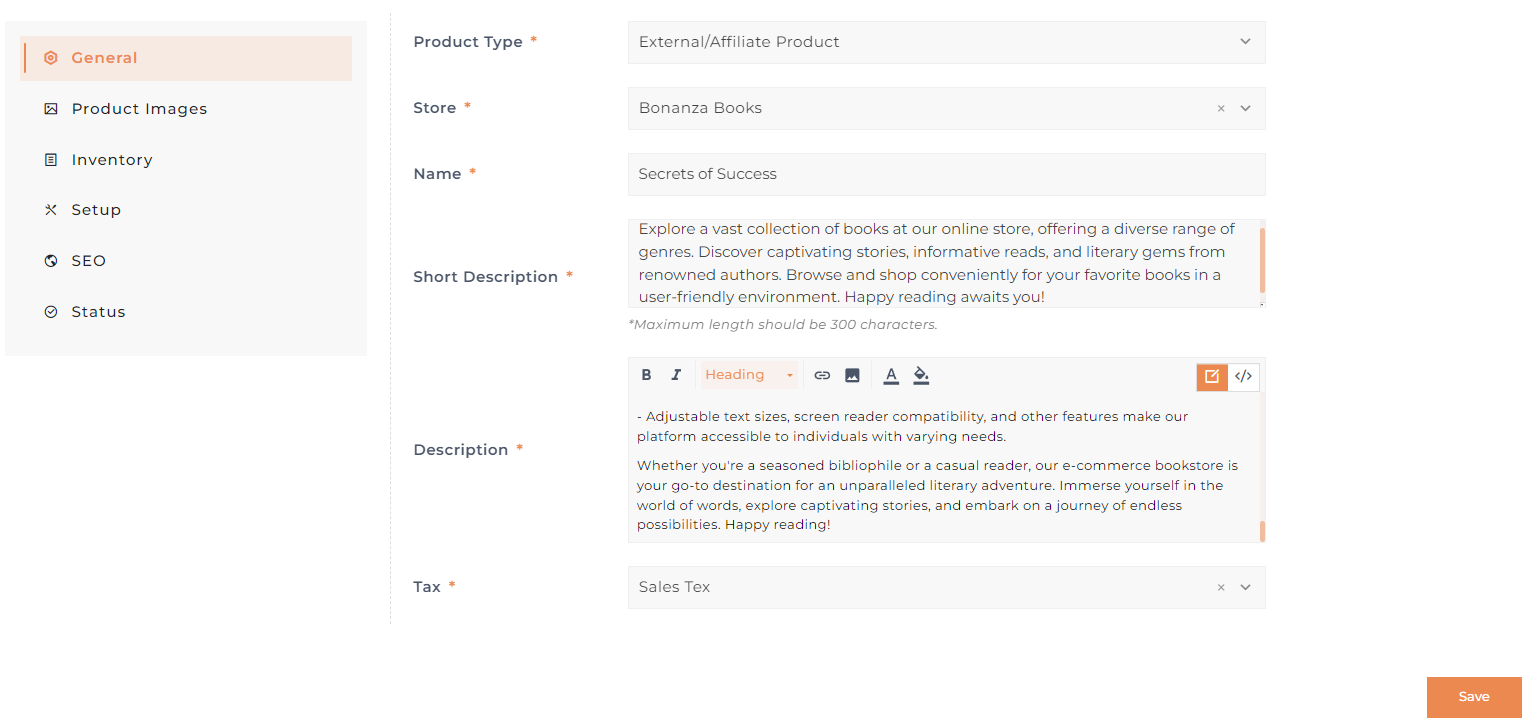 General
Product Images
Inventory
Setup
SEO
Status
Product Type *
External/Affiliate Product
Store *
Bonanza Books
Name *
Secrets of Success
Short Description *
Explore a vast collection of books at our online store, offering a diverse range of
genres. Discover captivating stories, informative reads, and literary gems from
renowned authors. Browse and shop conveniently for your favorite books in a
user-friendly environment. Happy reading awaits you!
*Maximum length should be 300 characters.
Description *
B I Heading A </>
- Adjustable text sizes, screen reader compatibility, and other features make our
platform accessible to individuals with varying needs.
Whether you're a seasoned bibliophile or a casual reader, our e-commerce bookstore is
your go-to destination for an unparalleled literary adventure. Immerse yourself in the
world of words, explore captivating stories, and embark on a journey of endless
possibilities. Happy reading!
Tax *
Sales Tex
Save